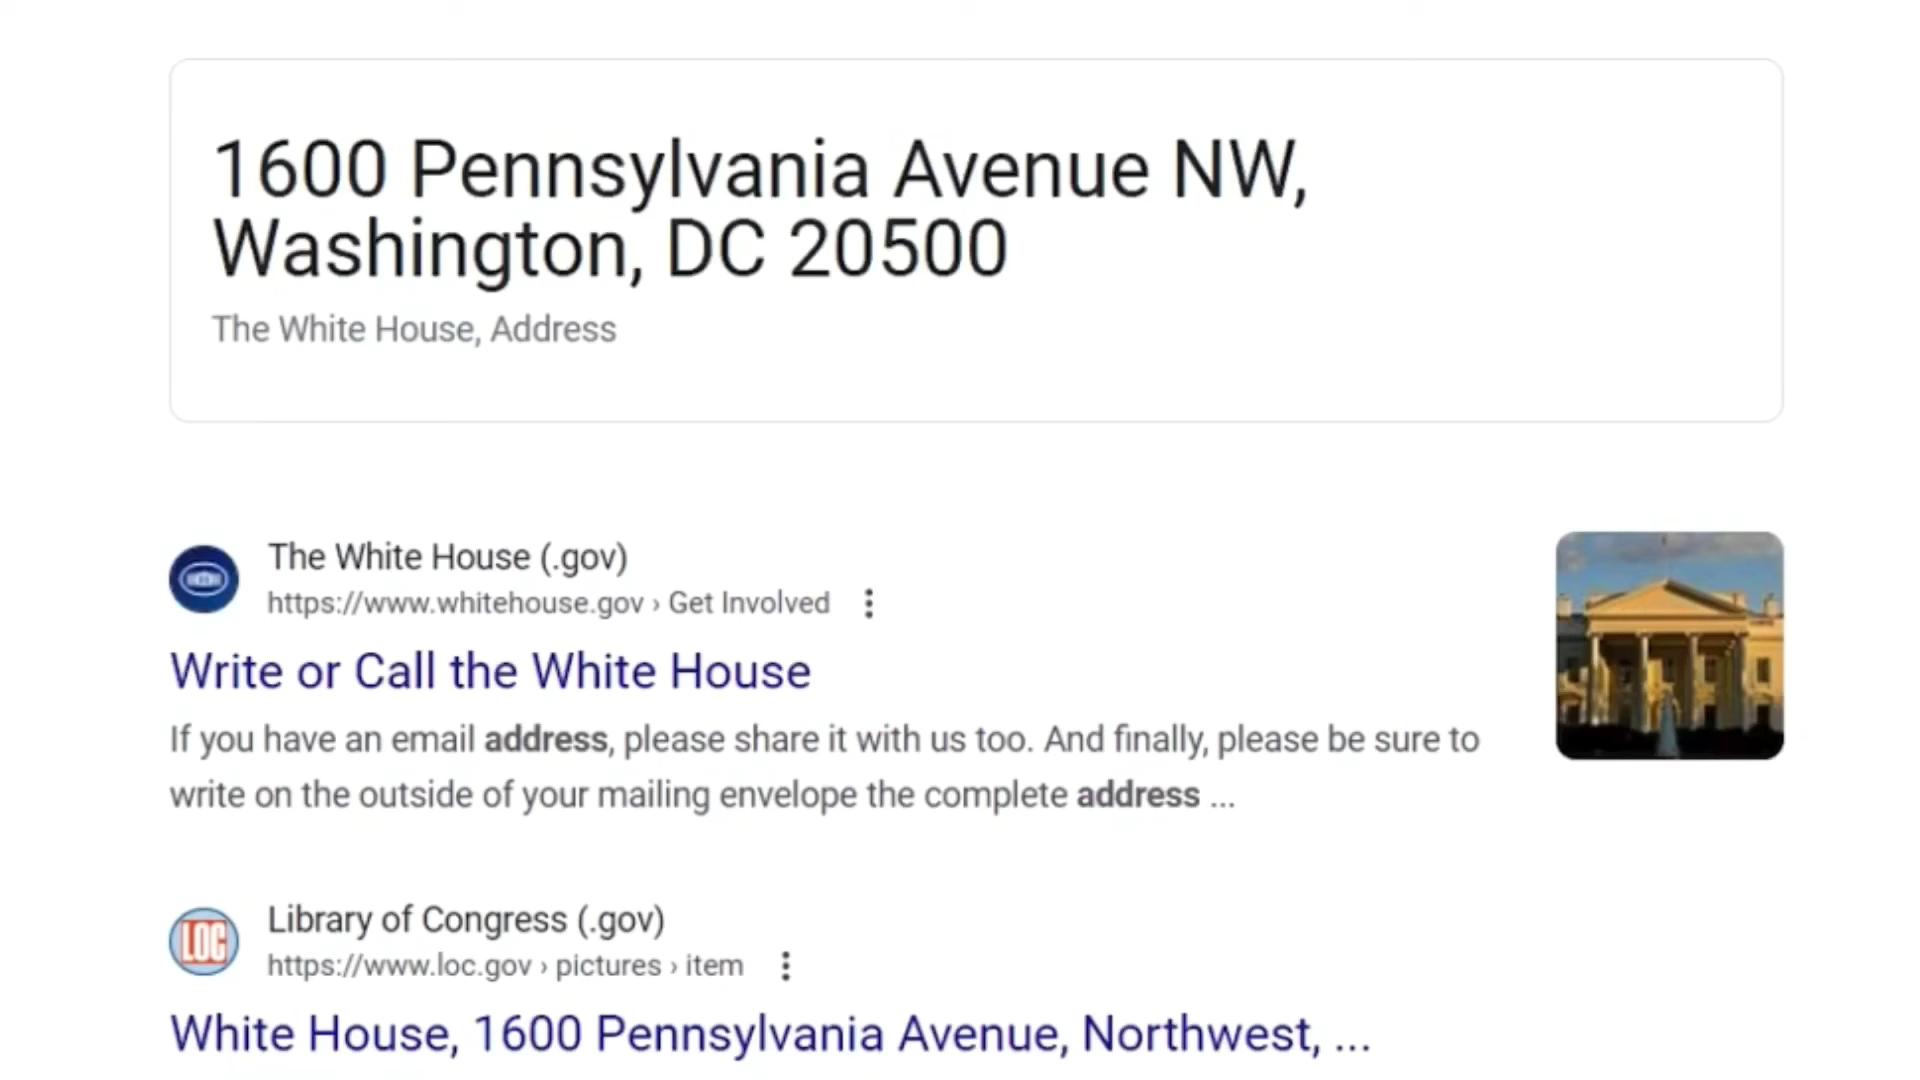 1600 Pennsylvania Avenue NW,
Washington, DC 20500
The White House, Address
The White House (.gov)
https://www.whitehouse.gov › Get Involved
Write or Call the White House
If you have an email address, please share it with us too. And finally, please be sure to
write on the outside of your mailing envelope the complete address ...
LOC
Library of Congress (.gov)
https://www.loc.gov › pictures › item
White House, 1600 Pennsylvania Avenue, Northwest, ...